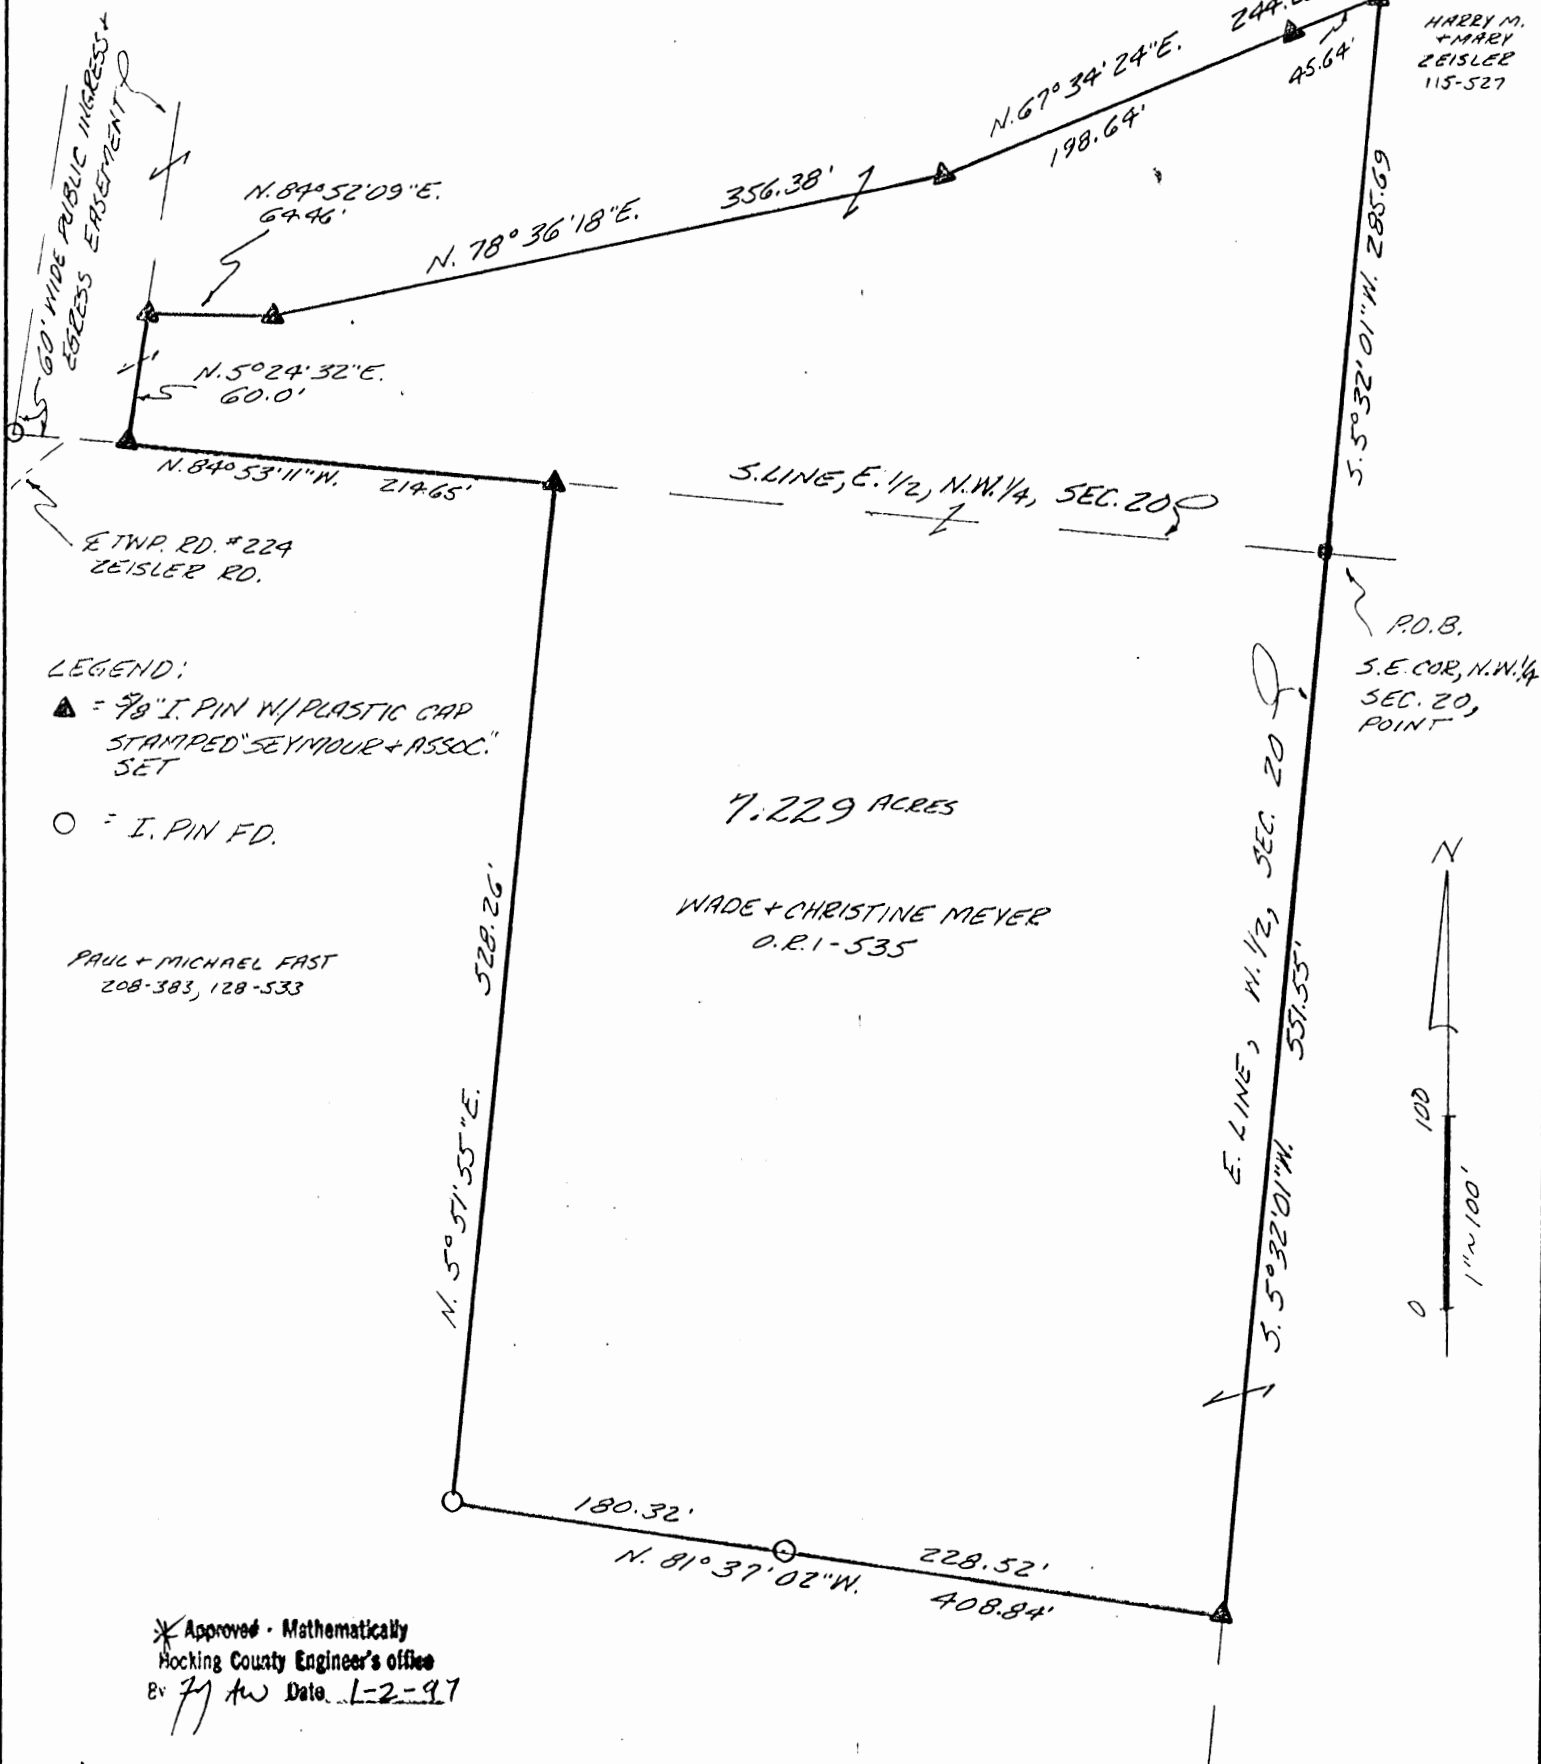 60' WIDE PUBLIC INGRESS +
EGRESS EASEMENT
HARRY M.
+ MARY
ZEISLER
115-527
45.64'
N.67°34'24"E.
198.64'
N.84°52'09"E.
64.46'
N. 78°36'18"E. 356.38'
S.5°32'01"W. 285.69
N.5°24'32"E.
60.0'
N.84°53'11"W. 214.65'
S.LINE, E.1/2, N.W.1/4, SEC.20
℄ TWP. RD. #224
ZEISLER RD.
P.O.B.
S.E.COR, N.W.1/4
SEC. 20,
POINT
LEGEND:
▲ = 5/8" I. PIN W/PLASTIC CAP
STAMPED "SEYMOUR + ASSOC."
SET
○ = I. PIN FD.
7.229 ACRES
WADE + CHRISTINE MEYER
O.R.1-535
PAUL + MICHAEL FAST
208-383, 128-533
N. 5°51'55"E. 528.26'
E. LINE, W.1/2, SEC. 20
S. 5°32'01"W. 551.55'
N
0 100
1"~100'
180.32'
N. 81°37'02"W.
228.52'
408.84'
Approved - Mathematically
Hocking County Engineer's office
By Date 1-2-97